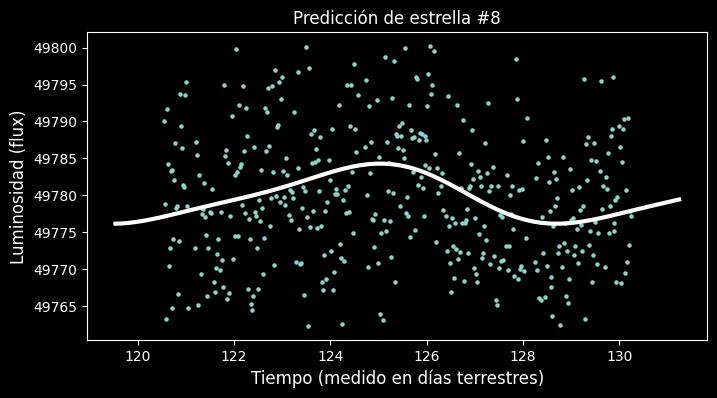 Predicción de estrella #8
Luminosidad (flux)
49800
49795
49790
49785
49780
49775
49770
49765
120 122 124 126 128 130
Tiempo (medido en días terrestres)